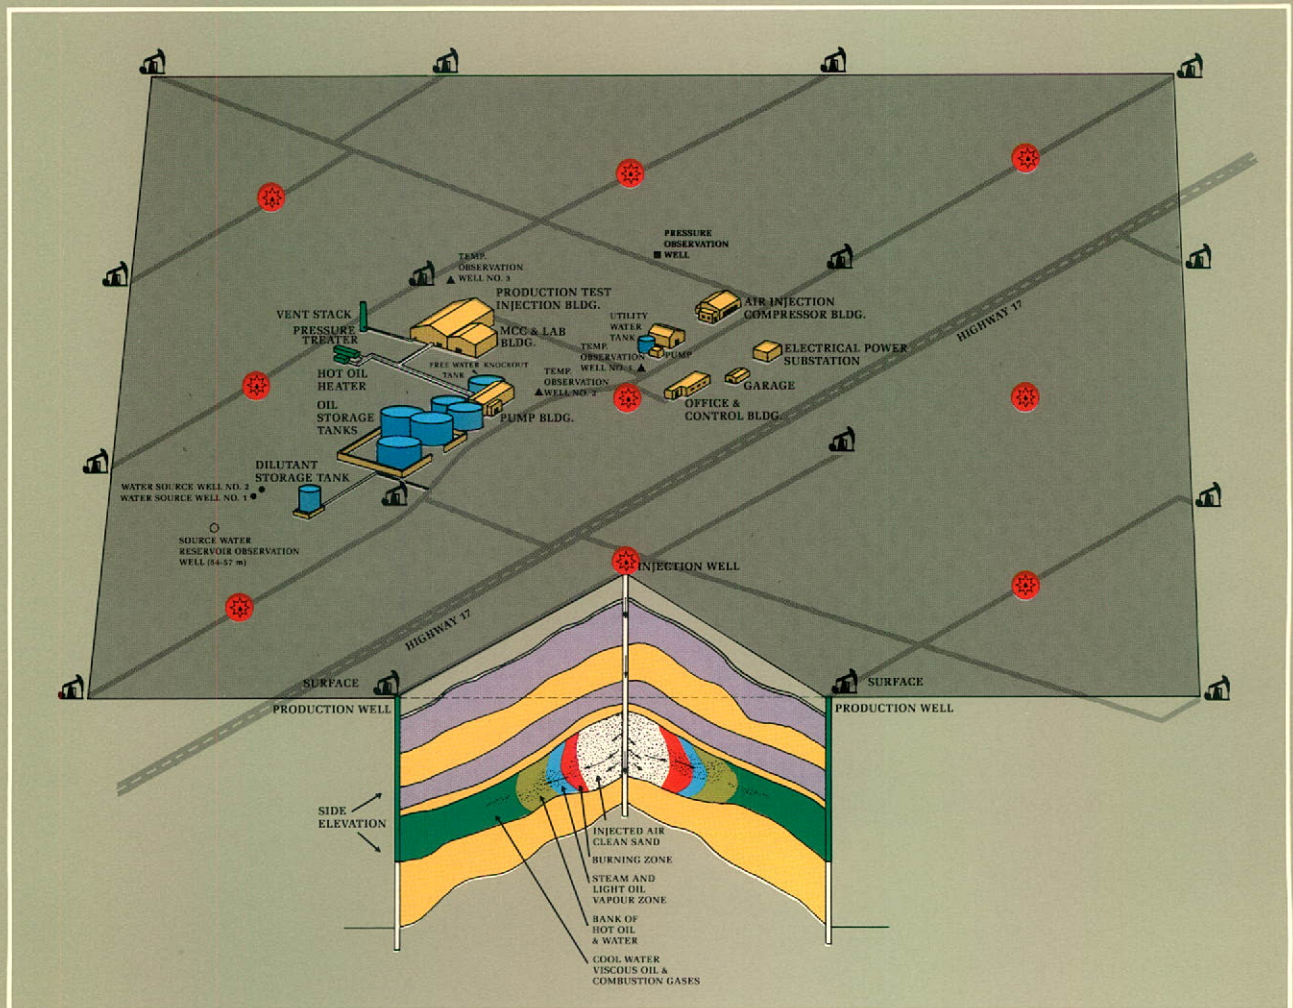 PRESSURE
OBSERVATION
WELL
TEMP.
OBSERVATION
WELL NO. 3
PRODUCTION TEST
INJECTION BLDG.
AIR INJECTION
COMPRESSOR BLDG.
HIGHWAY 17
VENT STACK
UTILITY
WATER
TANK
PRESSURE
TREATER
MCC & LAB
BLDG.
PUMP
ELECTRICAL POWER
SUBSTATION
TEMP.
OBSERVATION
WELL NO. 1
FREE WATER KNOCKOUT
TANK
HOT OIL
HEATER
TEMP.
OBSERVATION
WELL NO. 2
GARAGE
OFFICE &
CONTROL BLDG.
OIL
STORAGE
TANKS
PUMP BLDG.
DILUTANT
STORAGE TANK
WATER SOURCE WELL NO. 2
WATER SOURCE WELL NO. 1
SOURCE WATER
RESERVOIR OBSERVATION
WELL (54-57 m)
INJECTION WELL
HIGHWAY 17
SURFACE
SURFACE
PRODUCTION WELL
PRODUCTION WELL
SIDE
ELEVATION
INJECTED AIR
CLEAN SAND
BURNING ZONE
STEAM AND
LIGHT OIL
VAPOUR ZONE
BANK OF
HOT OIL
& WATER
COOL WATER
VISCOUS OIL &
COMBUSTION GASES